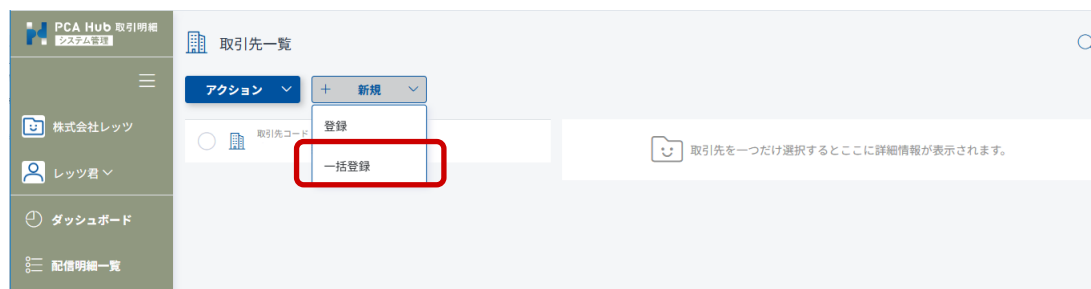 PCA Hub 取引明細
システム管理
取引先一覧
アクション
+ 新規
株式会社レッツ
登録
取引先コード
取引先を一つだけ選択するとここに詳細情報が表示されます。
一括登録
レッツ君
ダッシュボード
配信明細一覧